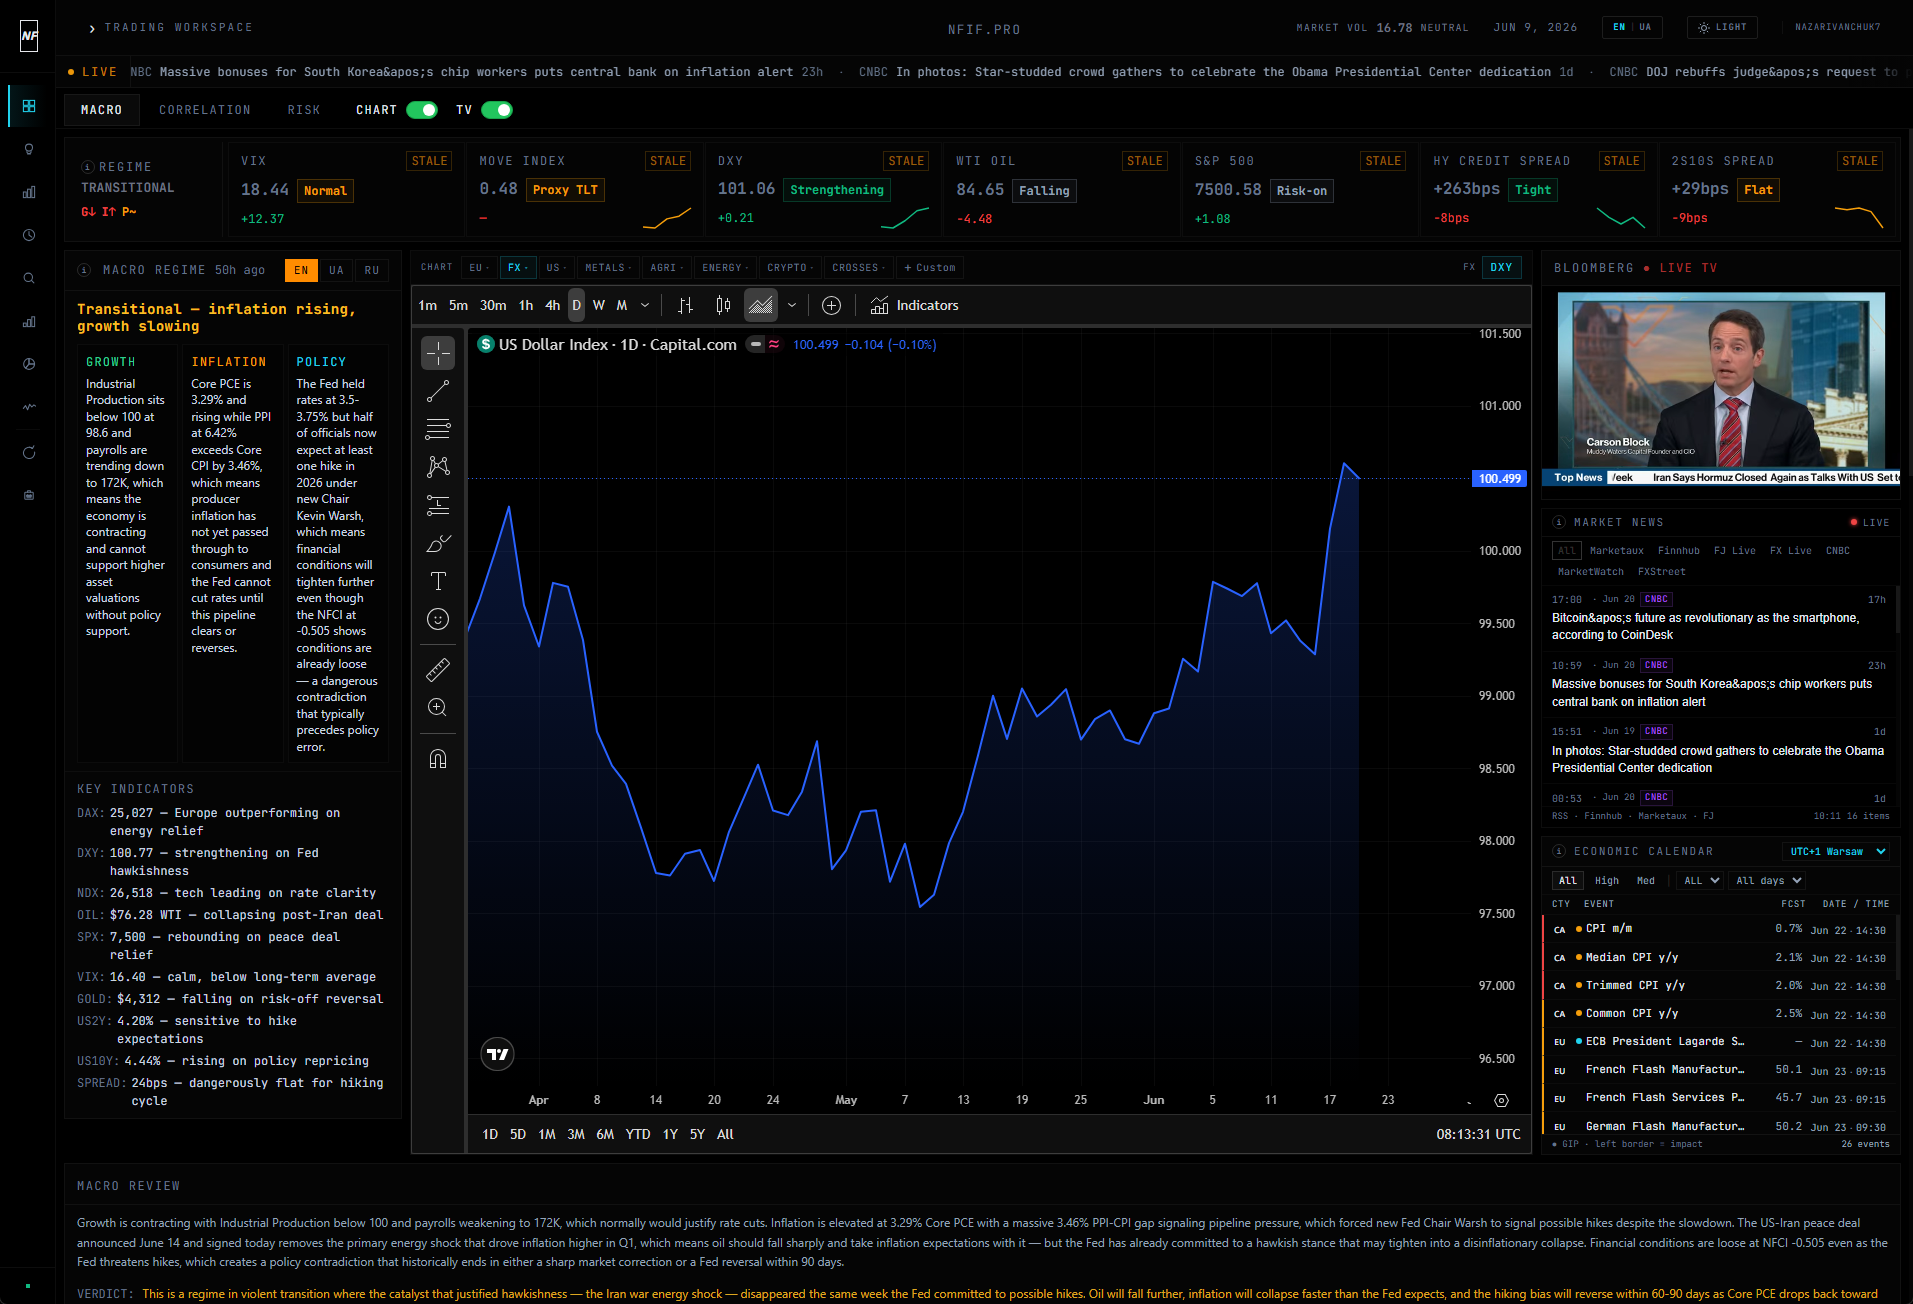 NF
TRADING WORKSPACE
NFIF.PRO
MARKET VOL 16.78 NEUTRAL
JUN 9, 2026
EN UA
LIGHT
NAZARIVANCHUK7
LIVE
NBC Massive bonuses for South Korea&apos;s chip workers puts central bank on inflation alert 23h · CNBC In photos: Star-studded crowd gathers to celebrate the Obama Presidential Center dedication 1d · CNBC DOJ rebuffs judge&apos;s request to
MACRO CORRELATION RISK CHART TV
REGIME
TRANSITIONAL
G↓ I↑ P~
VIX STALE
18.44 Normal
+12.37
MOVE INDEX STALE
0.48 Proxy TLT
—
DXY STALE
101.06 Strengthening
+0.21
WTI OIL STALE
84.65 Falling
-4.48
S&P 500 STALE
7500.58 Risk-on
+1.08
HY CREDIT SPREAD STALE
+263bps Tight
-8bps
2S10S SPREAD STALE
+29bps Flat
-9bps
MACRO REGIME 50h ago EN UA RU
Transitional — inflation rising,
growth slowing
GROWTH
Industrial
Production sits
below 100 at
98.6 and
payrolls are
trending down
to 172K, which
means the
economy is
contracting
and cannot
support higher
asset
valuations
without policy
support.
INFLATION
Core PCE is
3.29% and
rising while PPI
at 6.42%
exceeds Core
CPI by 3.46%,
which means
producer
inflation has
not yet passed
through to
consumers and
the Fed cannot
cut rates until
this pipeline
clears or
reverses.
POLICY
The Fed held
rates at 3.5-
3.75% but half
of officials now
expect at least
one hike in
2026 under
new Chair
Kevin Warsh,
which means
financial
conditions will
tighten further
even though
the NFCI at
-0.505 shows
conditions are
already loose
— a dangerous
contradiction
that typically
precedes policy
error.
KEY INDICATORS
DAX: 25,027 — Europe outperforming on
energy relief
DXY: 100.77 — strengthening on Fed
hawkishness
NDX: 26,518 — tech leading on rate clarity
OIL: $76.28 WTI — collapsing post-Iran deal
SPX: 7,500 — rebounding on peace deal
relief
VIX: 16.40 — calm, below long-term average
GOLD: $4,312 — falling on risk-off reversal
US2Y: 4.20% — sensitive to hike
expectations
US10Y: 4.44% — rising on policy repricing
SPREAD: 24bps — dangerously flat for hiking
cycle
CHART EU· FX· US· METALS· AGRI· ENERGY· CRYPTO· CROSSES· + Custom
FX DXY
1m 5m 30m 1h 4h D W M Indicators
US Dollar Index · 1D · Capital.com 100.499 −0.104 (−0.10%)
101.500
101.000
100.499
100.000
99.500
99.000
98.500
98.000
97.500
97.000
96.500
Apr 8 14 20 24 May 7 13 19 25 Jun 5 11 17 23
1D 5D 1M 3M 6M YTD 1Y 5Y All
08:13:31 UTC
BLOOMBERG ● LIVE TV
Carson Block
Muddy Waters Capital Founder and CIO
Top News /eek Iran Says Hormuz Closed Again as Talks With US Set to
MARKET NEWS LIVE
All Marketaux Finnhub FJ Live FX Live CNBC
MarketWatch FXStreet
17:00 · Jun 20 CNBC 17h
Bitcoin&apos;s future as revolutionary as the smartphone,
according to CoinDesk
10:59 · Jun 20 CNBC 23h
Massive bonuses for South Korea&apos;s chip workers puts
central bank on inflation alert
15:51 · Jun 19 CNBC 1d
In photos: Star-studded crowd gathers to celebrate the Obama
Presidential Center dedication
00:53 · Jun 20 CNBC 1d
RSS · Finnhub · Marketaux · FJ 10:11 16 items
ECONOMIC CALENDAR UTC+1 Warsaw
All High Med ALL All days
CTY EVENT FCST DATE / TIME
CA CPI m/m 0.7% Jun 22·14:30
CA Median CPI y/y 2.1% Jun 22·14:30
CA Trimmed CPI y/y 2.0% Jun 22·14:30
CA Common CPI y/y 2.5% Jun 22·14:30
EU ECB President Lagarde S… — Jun 22·14:30
EU French Flash Manufactur… 50.1 Jun 23·09:15
EU French Flash Services P… 45.7 Jun 23·09:15
EU German Flash Manufactur… 50.2 Jun 23·09:30
● GIP · left border = impact 26 events
MACRO REVIEW
Growth is contracting with Industrial Production below 100 and payrolls weakening to 172K, which normally would justify rate cuts. Inflation is elevated at 3.29% Core PCE with a massive 3.46% PPI-CPI gap signaling pipeline pressure, which forced new Fed Chair Warsh to signal possible hikes despite the slowdown. The US-Iran peace deal
announced June 14 and signed today removes the primary energy shock that drove inflation higher in Q1, which means oil should fall sharply and take inflation expectations with it — but the Fed has already committed to a hawkish stance that may tighten into a disinflationary collapse. Financial conditions are loose at NFCI -0.505 even as the
Fed threatens hikes, which creates a policy contradiction that historically ends in either a sharp market correction or a Fed reversal within 90 days.
VERDICT: This is a regime in violent transition where the catalyst that justified hawkishness — the Iran war energy shock — disappeared the same week the Fed committed to possible hikes. Oil will fall further, inflation will collapse faster than the Fed expects, and the hiking bias will reverse within 60-90 days as Core PCE drops back toward